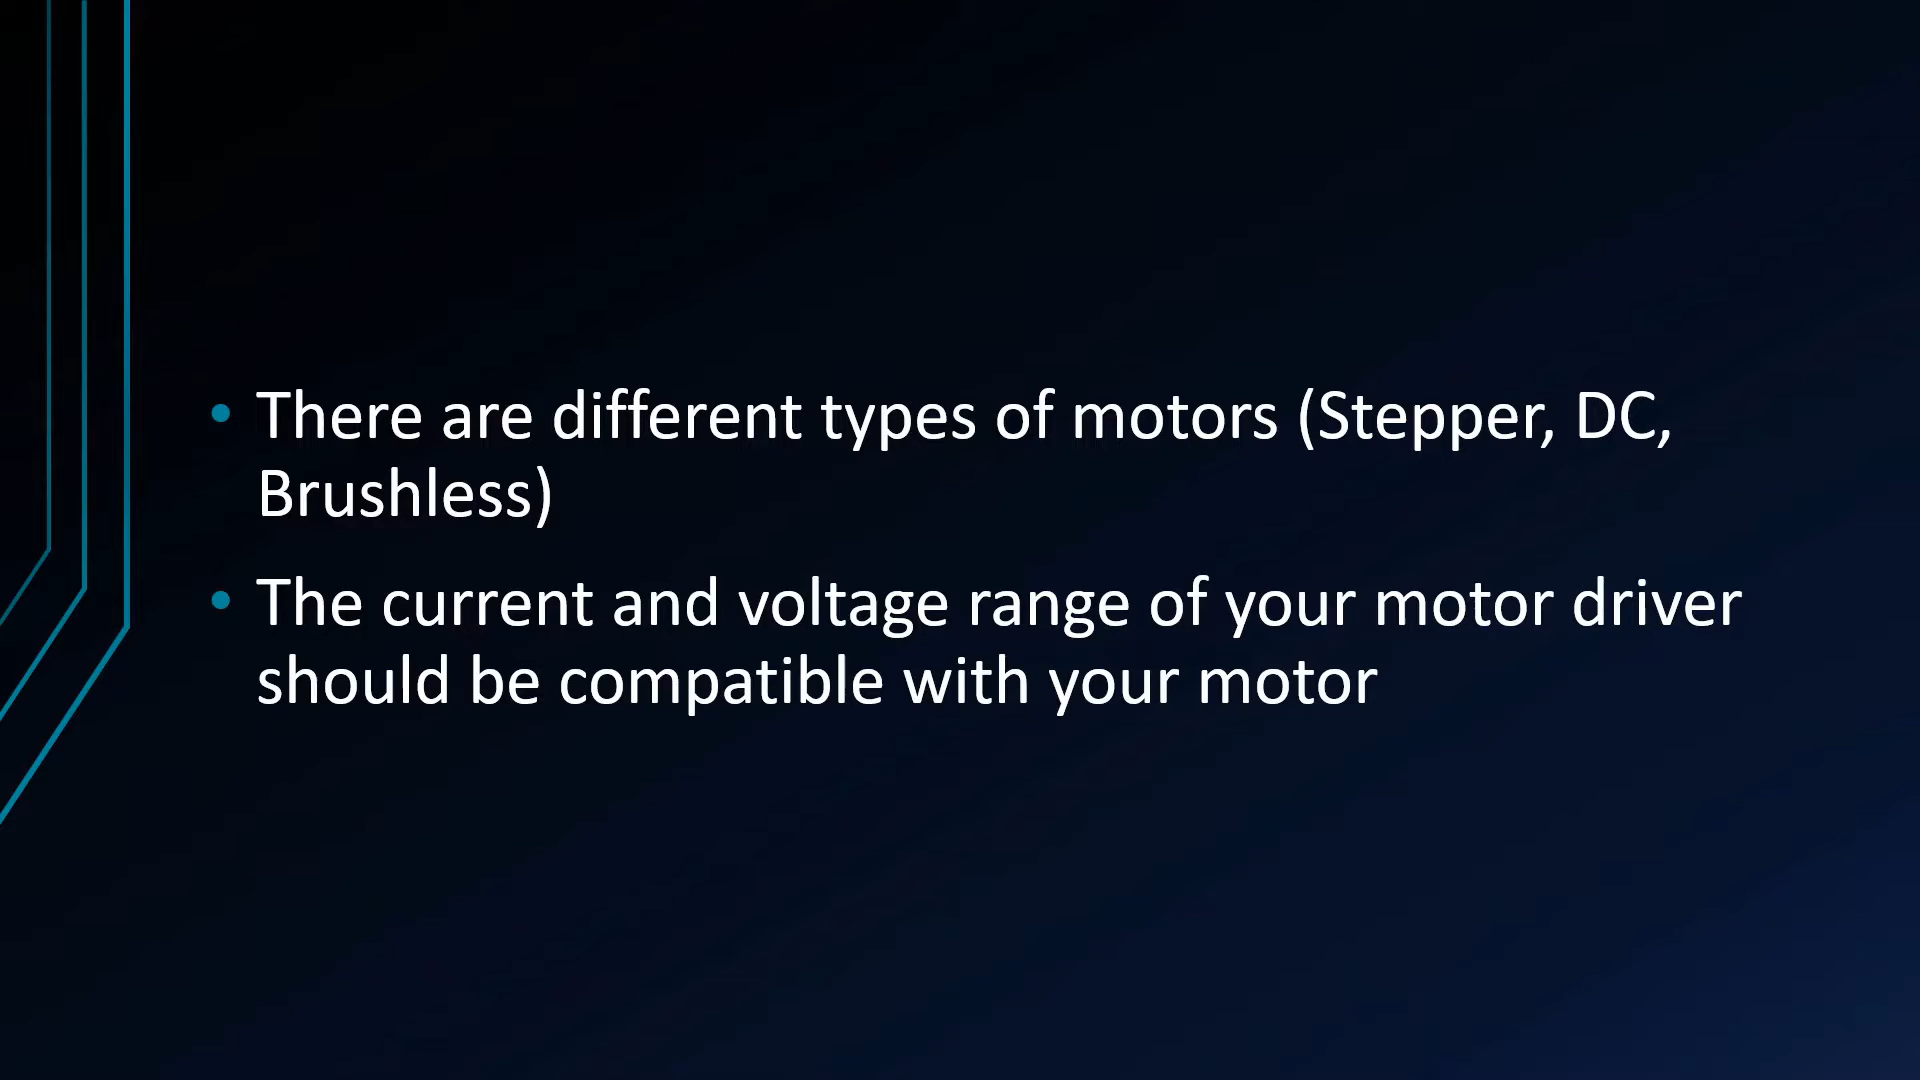 • There are different types of motors (Stepper, DC,
Brushless)
• The current and voltage range of your motor driver
should be compatible with your motor